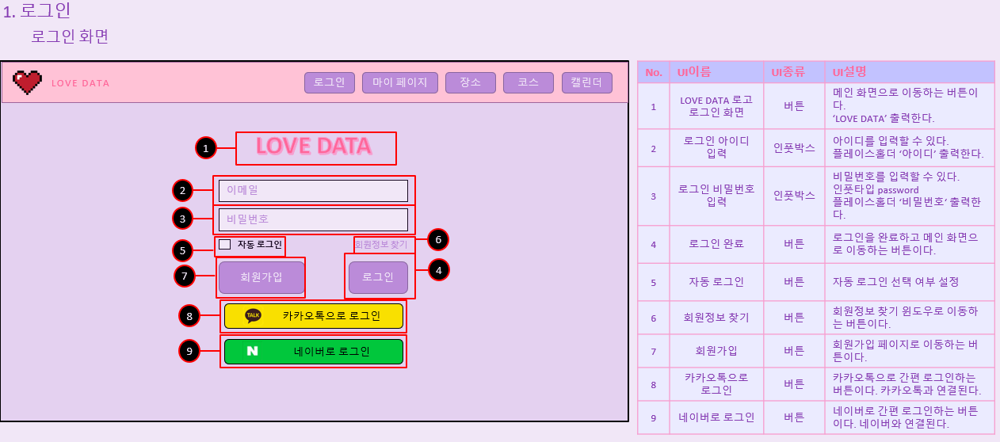 1. 로그인
로그인 화면
LOVE DATA
로그인
마이 페이지
장소
코스
캘린더
1
LOVE DATA
2
이메일
3
비밀번호
5
자동 로그인
회원정보 찾기
6
7
회원가입
로그인
4
8
TALK
카카오톡으로 로그인
9
N
네이버로 로그인
No.
UI이름
UI종류
UI설명
1
LOVE DATA 로고
로그인 화면
버튼
메인 화면으로 이동하는 버튼이
다.
‘LOVE DATA’ 출력한다.
2
로그인 아이디
입력
인풋박스
아이디를 입력할 수 있다.
플레이스홀더 ‘아이디’ 출력한다.
3
로그인 비밀번호
입력
인풋박스
비밀번호를 입력할 수 있다.
인풋타입 password
플레이스홀더 ‘비밀번호’ 출력한
다.
4
로그인 완료
버튼
로그인을 완료하고 메인 화면으
로 이동하는 버튼이다.
5
자동 로그인
버튼
자동 로그인 선택 여부 설정
6
회원정보 찾기
버튼
회원정보 찾기 윈도우로 이동하
는 버튼이다.
7
회원가입
버튼
회원가입 페이지로 이동하는 버
튼이다.
8
카카오톡으로
로그인
버튼
카카오톡으로 간편 로그인하는
버튼이다. 카카오톡과 연결된다.
9
네이버로 로그인
버튼
네이버로 간편 로그인하는 버튼
이다. 네이버와 연결된다.